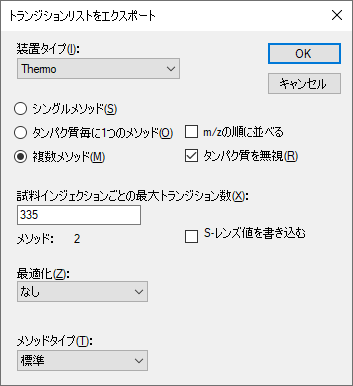 トランジションリストをエクスポート
装置タイプ(I):
Thermo
OK
キャンセル
シングルメソッド(S)
タンパク質毎に1つのメソッド(O)
m/zの順に並べる
複数メソッド(M)
タンパク質を無視(R)
試料インジェクションごとの最大トランジション数(X):
335
メソッド: 2
S-レンズ値を書き込む
最適化(Z):
なし
メソッドタイプ(T):
標準